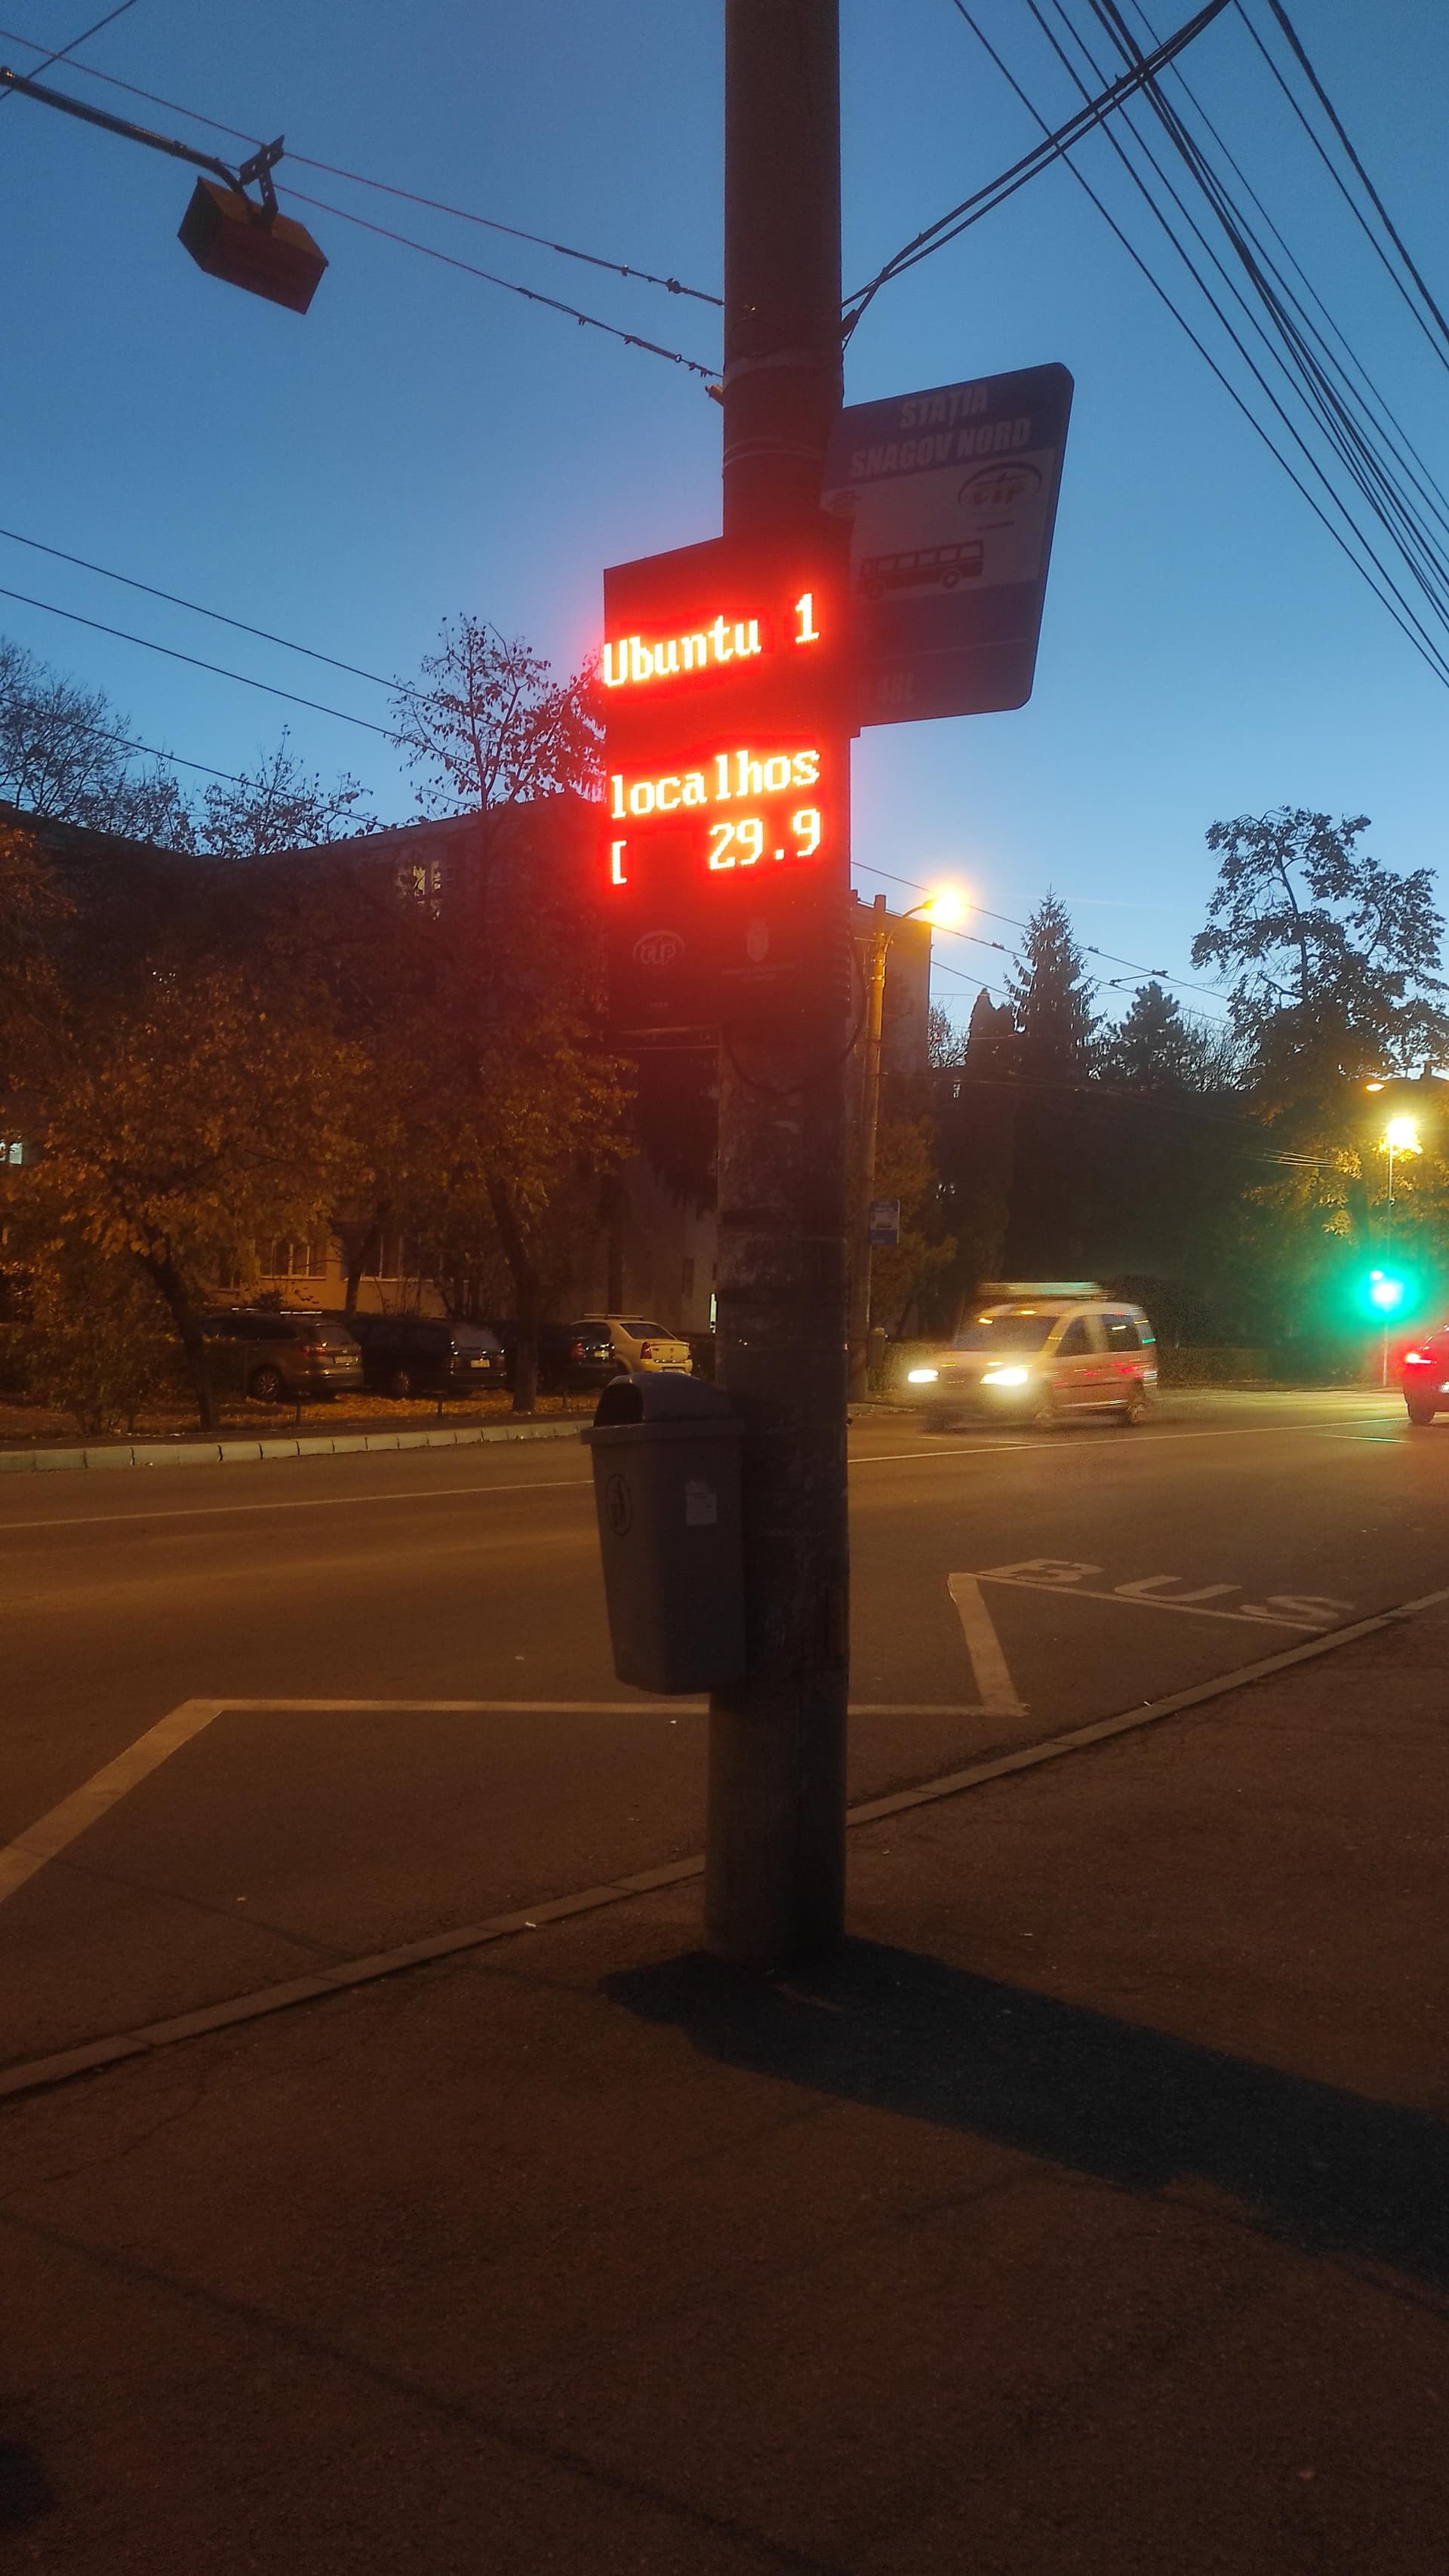 STAȚIA
SNAGOV NORD
Ubuntu 1
localhos
[ 29.9
BUS